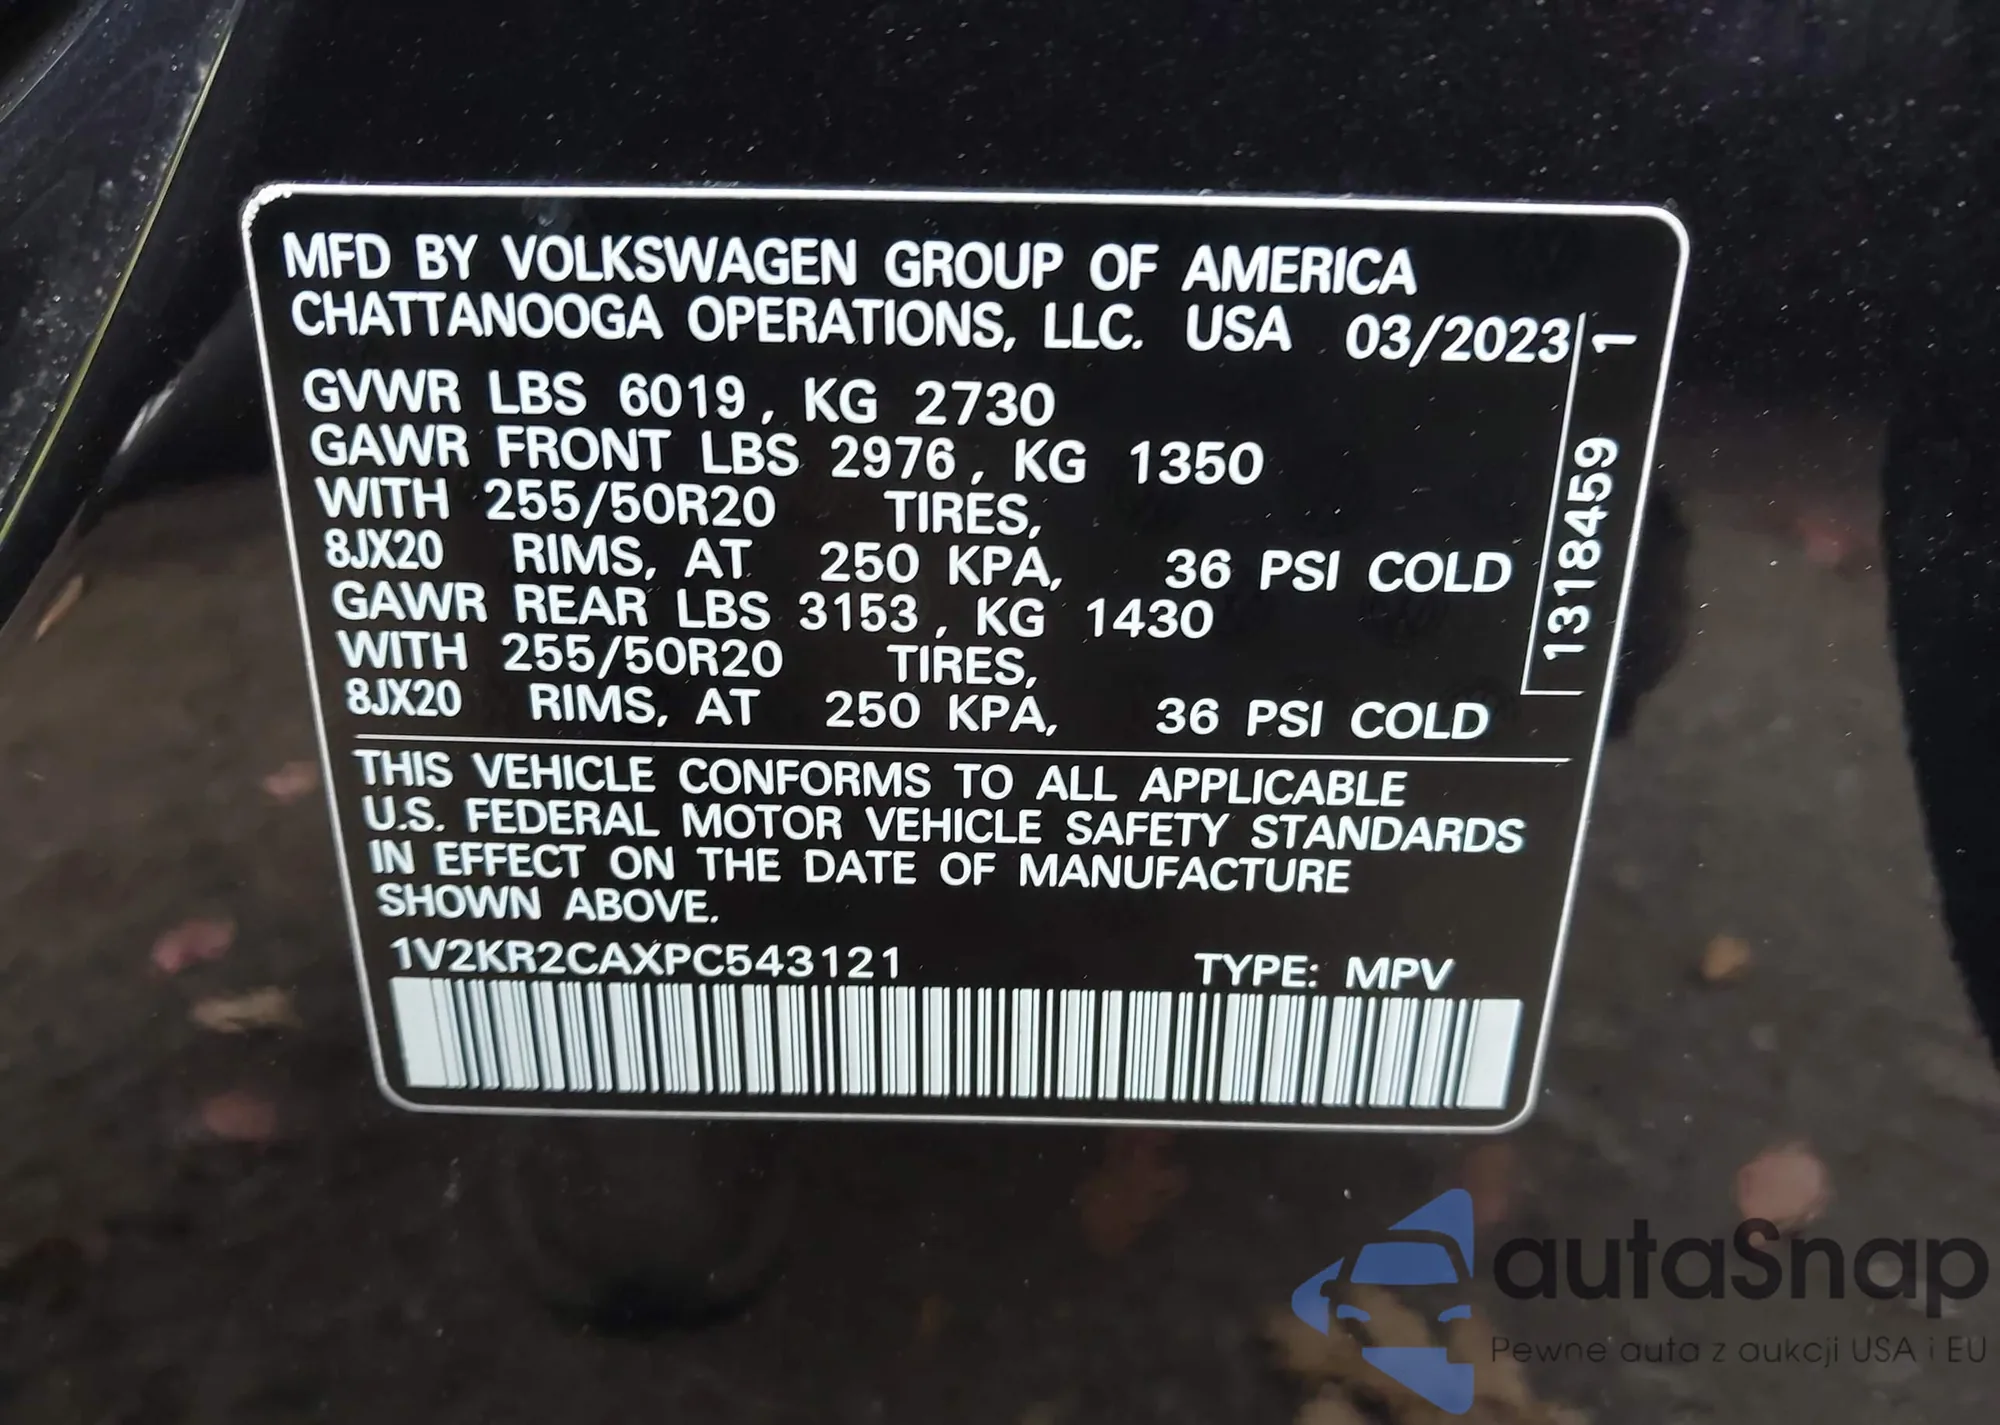 MFD BY VOLKSWAGEN GROUP OF AMERICA
CHATTANOOGA OPERATIONS, LLC. USA 03/2023
GVWR LBS 6019, KG 2730
GAWR FRONT LBS 2976, KG 1350
WITH 255/50R20 TIRES,
8JX20 RIMS, AT 250 KPA, 36 PSI COLD
GAWR REAR LBS 3153, KG 1430
WITH 255/50R20 TIRES,
8JX20 RIMS, AT 250 KPA, 36 PSI COLD
1318459 1
THIS VEHICLE CONFORMS TO ALL APPLICABLE
U.S. FEDERAL MOTOR VEHICLE SAFETY STANDARDS
IN EFFECT ON THE DATE OF MANUFACTURE
SHOWN ABOVE.
1V2KR2CAXPC543121 TYPE: MPV
autaSnap
Pewne auta z aukcji USA i EU